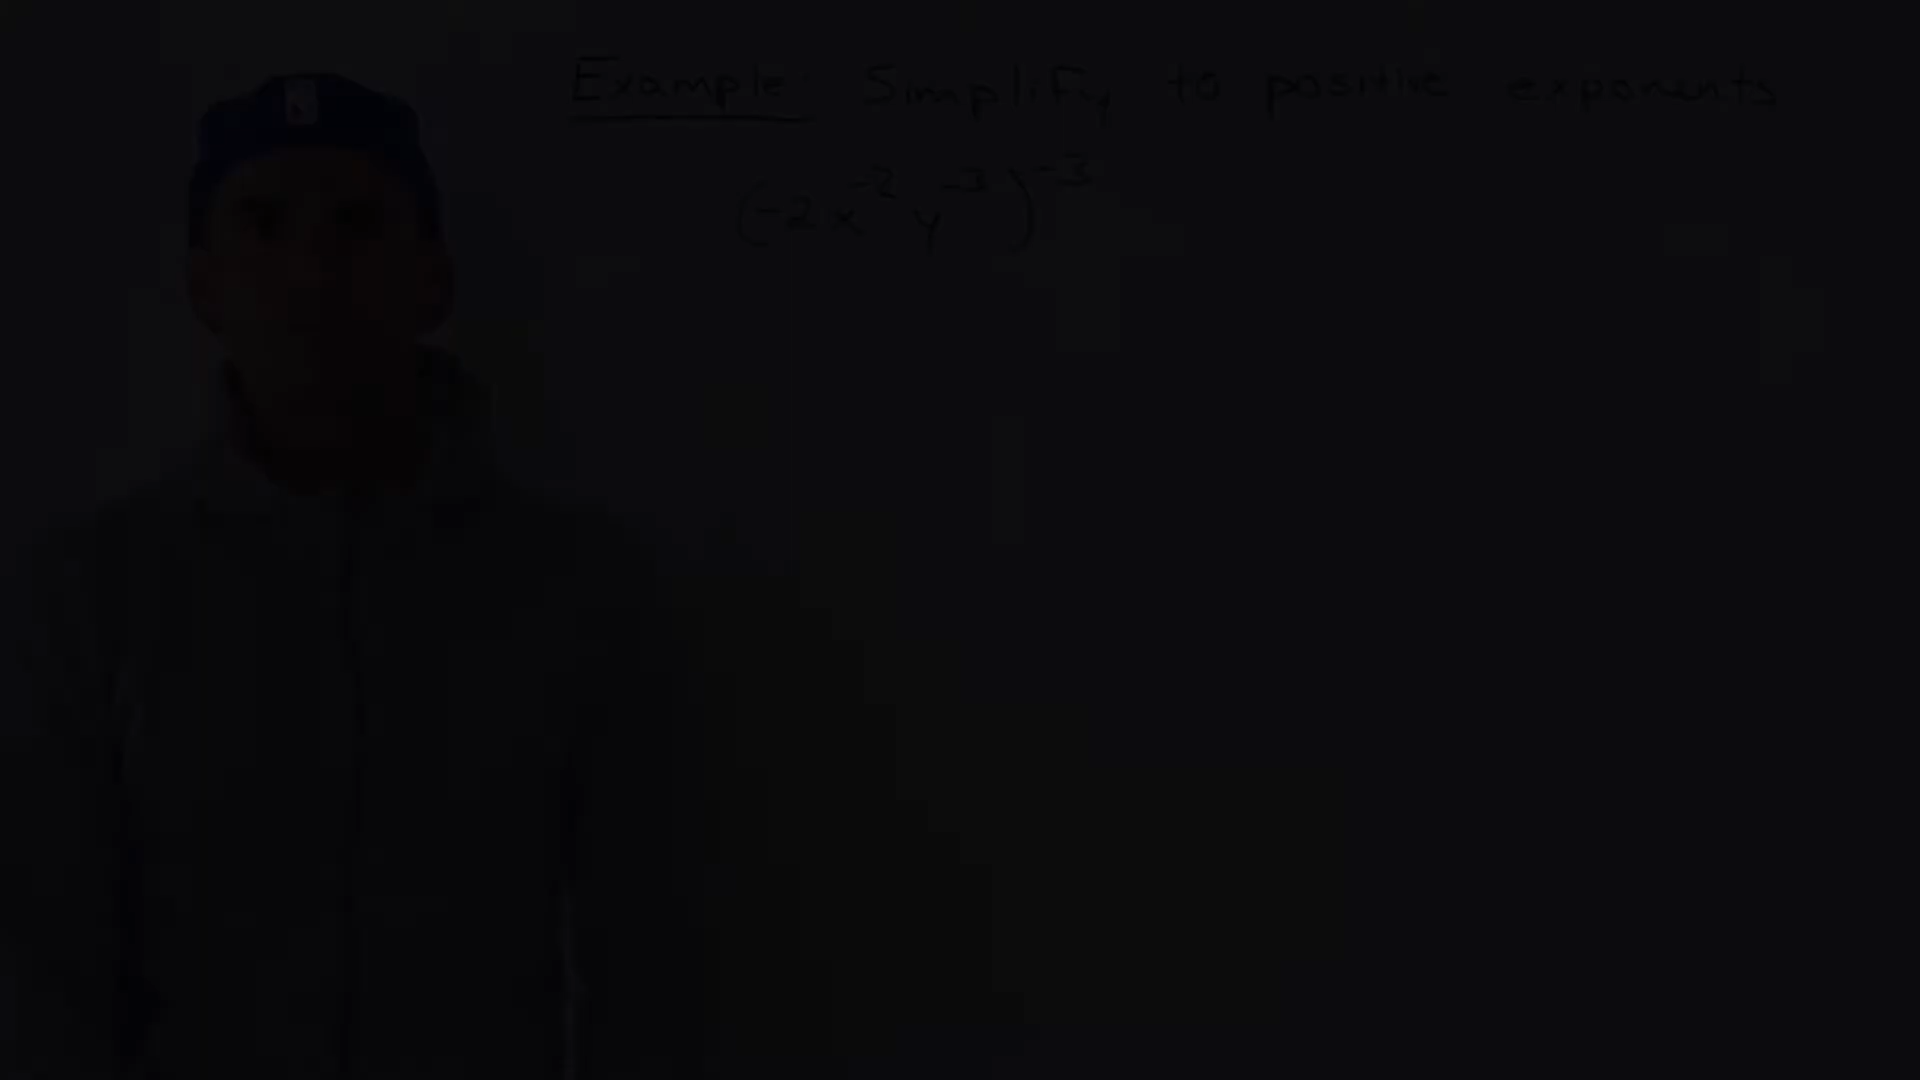 Example: Simplify to positive exponents
(-2x⁻² y⁻³)⁻³